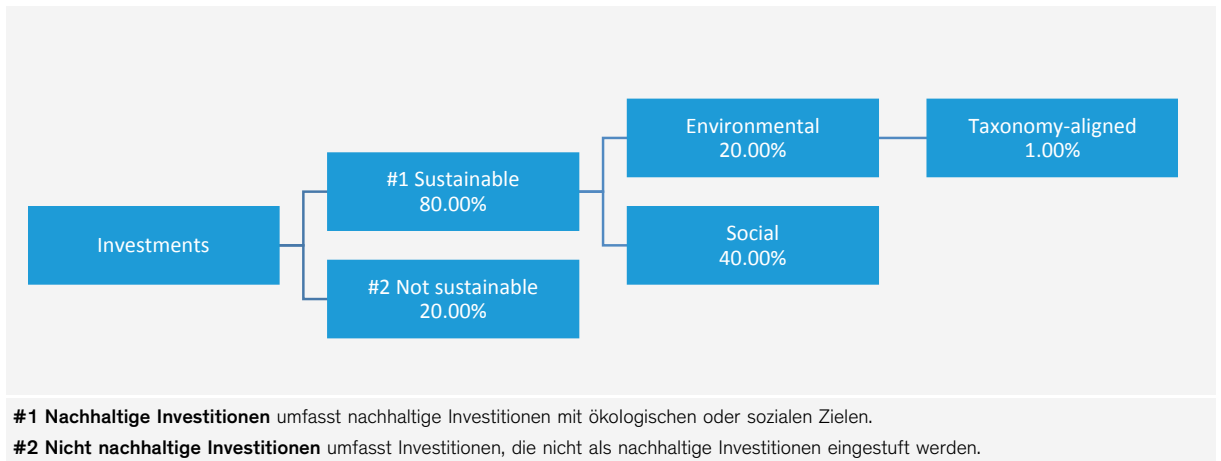 Investments
#1 Sustainable
80.00%
#2 Not sustainable
20.00%
Environmental
20.00%
Social
40.00%
Taxonomy-aligned
1.00%
#1 Nachhaltige Investitionen umfasst nachhaltige Investitionen mit ökologischen oder sozialen Zielen.
#2 Nicht nachhaltige Investitionen umfasst Investitionen, die nicht als nachhaltige Investitionen eingestuft werden.